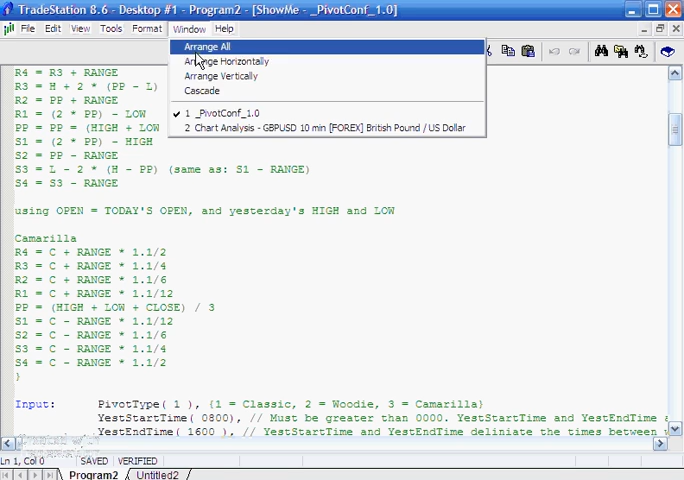 TradeStation 8.6 - Desktop #1 - Program2 - [ShowMe - _PivotConf_1.0]
File Edit View Tools Format Window Help
Arrange All
Arrange Horizontally
Arrange Vertically
Cascade
1 _PivotConf_1.0
2 Chart Analysis - GBPUSD 10 min [FOREX] British Pound / US Dollar
R4 = R3 + RANGE
R3 = H + 2 * (PP - L)
R2 = PP + RANGE
R1 = (2 * PP) - LOW
PP = (HIGH + LOW
S1 = (2 * PP) - HIGH
S2 = PP - RANGE
S3 = L - 2 * (H - PP) (same as: S1 - RANGE)
S4 = S3 - RANGE
using OPEN = TODAY'S OPEN, and yesterday's HIGH and LOW
Camarilla
R4 = C + RANGE * 1.1/2
R3 = C + RANGE * 1.1/4
R2 = C + RANGE * 1.1/6
R1 = C + RANGE * 1.1/12
PP = (HIGH + LOW + CLOSE) / 3
S1 = C - RANGE * 1.1/12
S2 = C - RANGE * 1.1/6
S3 = C - RANGE * 1.1/4
S4 = C - RANGE * 1.1/2
}
Input: PivotType( 1 ), {1 = Classic, 2 = Woodie, 3 = Camarilla}
YestStartTime ( 0800), // Must be greater than 0000. YestStartTime and YestEndTime a
YestEndTime( 1600 ), // YestStartTime and YestEndTime deliniate the times between w
Ln 1, Col 0 SAVED VERIFIED
Program2 Untitled2